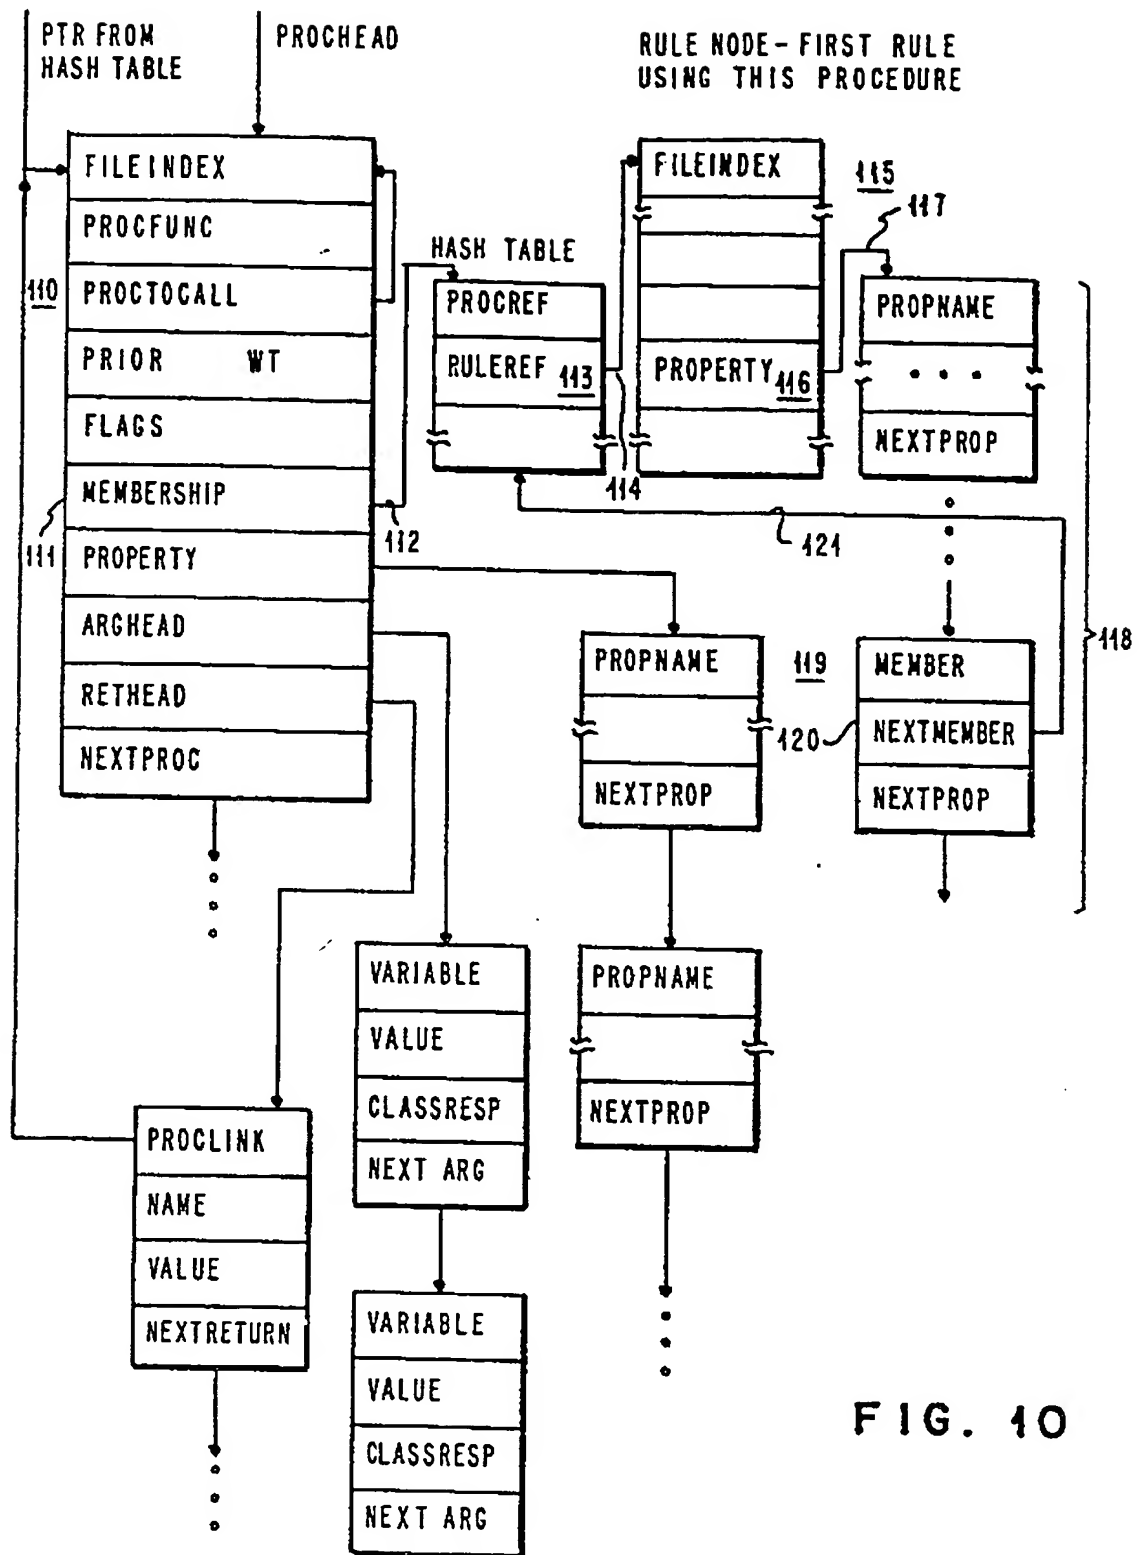 PTR FROM
HASH TABLE
PROCHEAD
RULE NODE-FIRST RULE
USING THIS PROCEDURE
FILEINDEX
PROCFUNC
110
PROCTOCALL
PRIOR WT
FLAGS
MEMBERSHIP
111
112
PROPERTY
ARGHEAD
RETHEAD
NEXTPROC
HASH TABLE
PROCREF
RULEREF 113
114
FILEINDEX
PROPERTY 116
115
117
PROPNAME
NEXTPROP
121
118
PROPNAME
119
NEXTPROP
MEMBER
120
NEXTMEMBER
NEXTPROP
PROPNAME
NEXTPROP
VARIABLE
VALUE
CLASSRESP
NEXT ARG
PROCLINK
NAME
VALUE
NEXTRETURN
VARIABLE
VALUE
CLASSRESP
NEXT ARG
FIG. 10